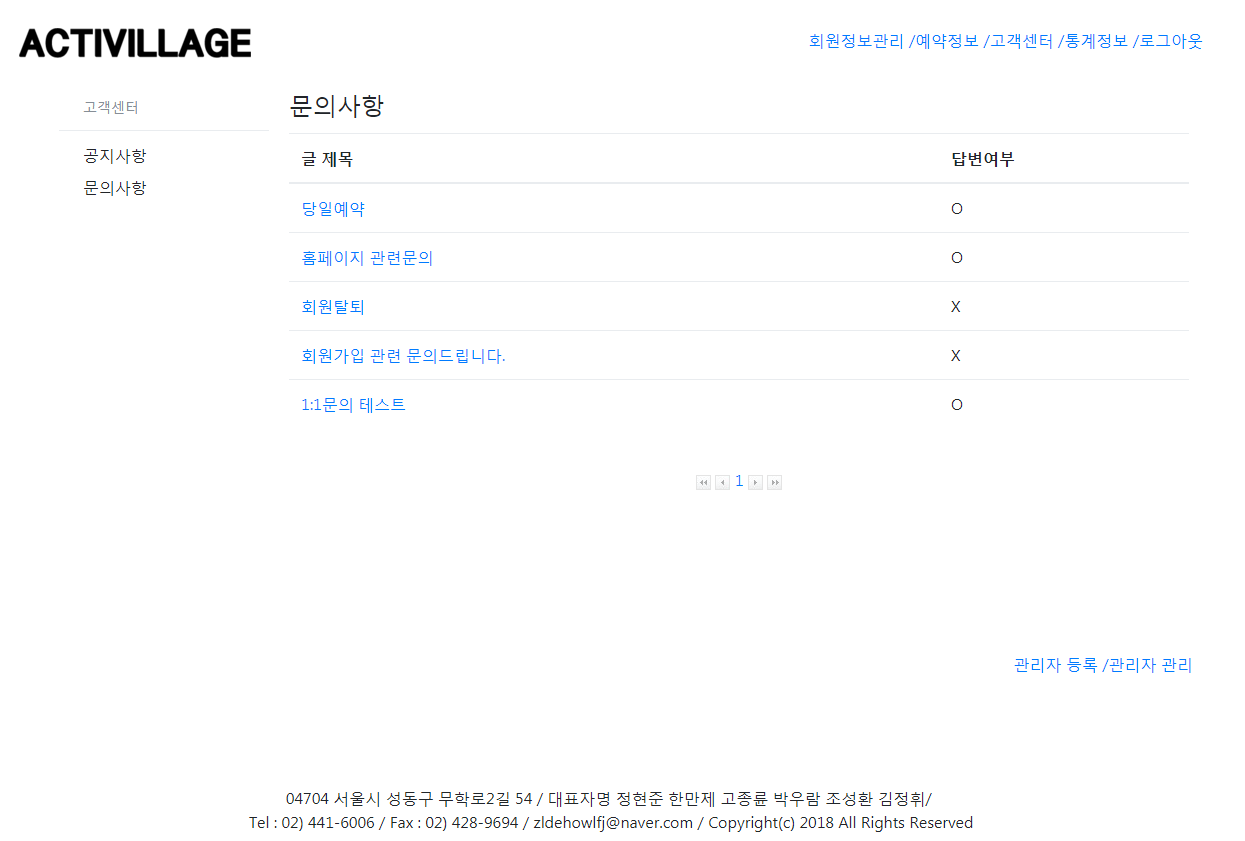 ACTIVILLAGE
회원정보관리 /예약정보 /고객센터 /통계정보 /로그아웃
고객센터
공지사항
문의사항
문의사항
글 제목 답변여부
당일예약 O
홈페이지 관련문의 O
회원탈퇴 X
회원가입 관련 문의드립니다. X
1:1문의 테스트 O
1
관리자 등록 /관리자 관리
04704 서울시 성동구 무학로2길 54 / 대표자명 정현준 한만제 고종륜 박우람 조성환 김정휘/
Tel : 02) 441-6006 / Fax : 02) 428-9694 / zldehowlfj@naver.com / Copyright(c) 2018 All Rights Reserved